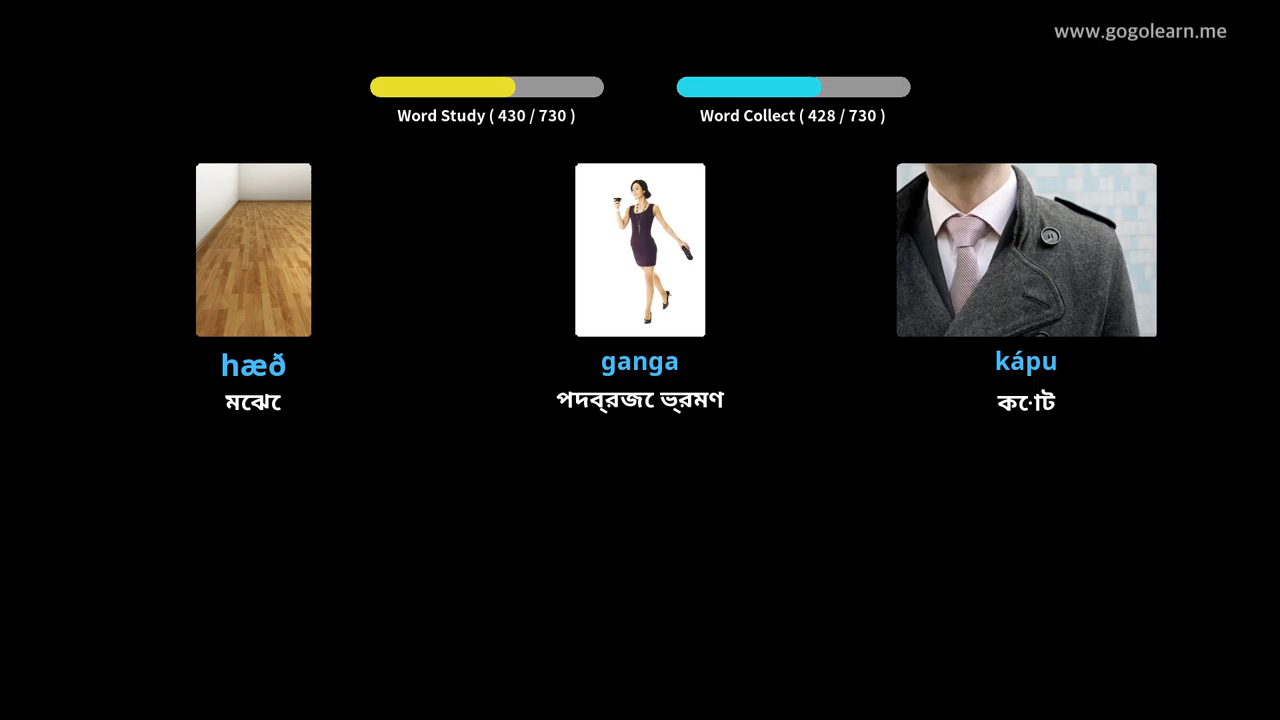 www.gogolearn.me
Word Study ( 430 / 730 )
Word Collect ( 428 / 730 )
hæð
ganga
kápu
মেঝে
পদব্রজে ভ্রমণ
কোট